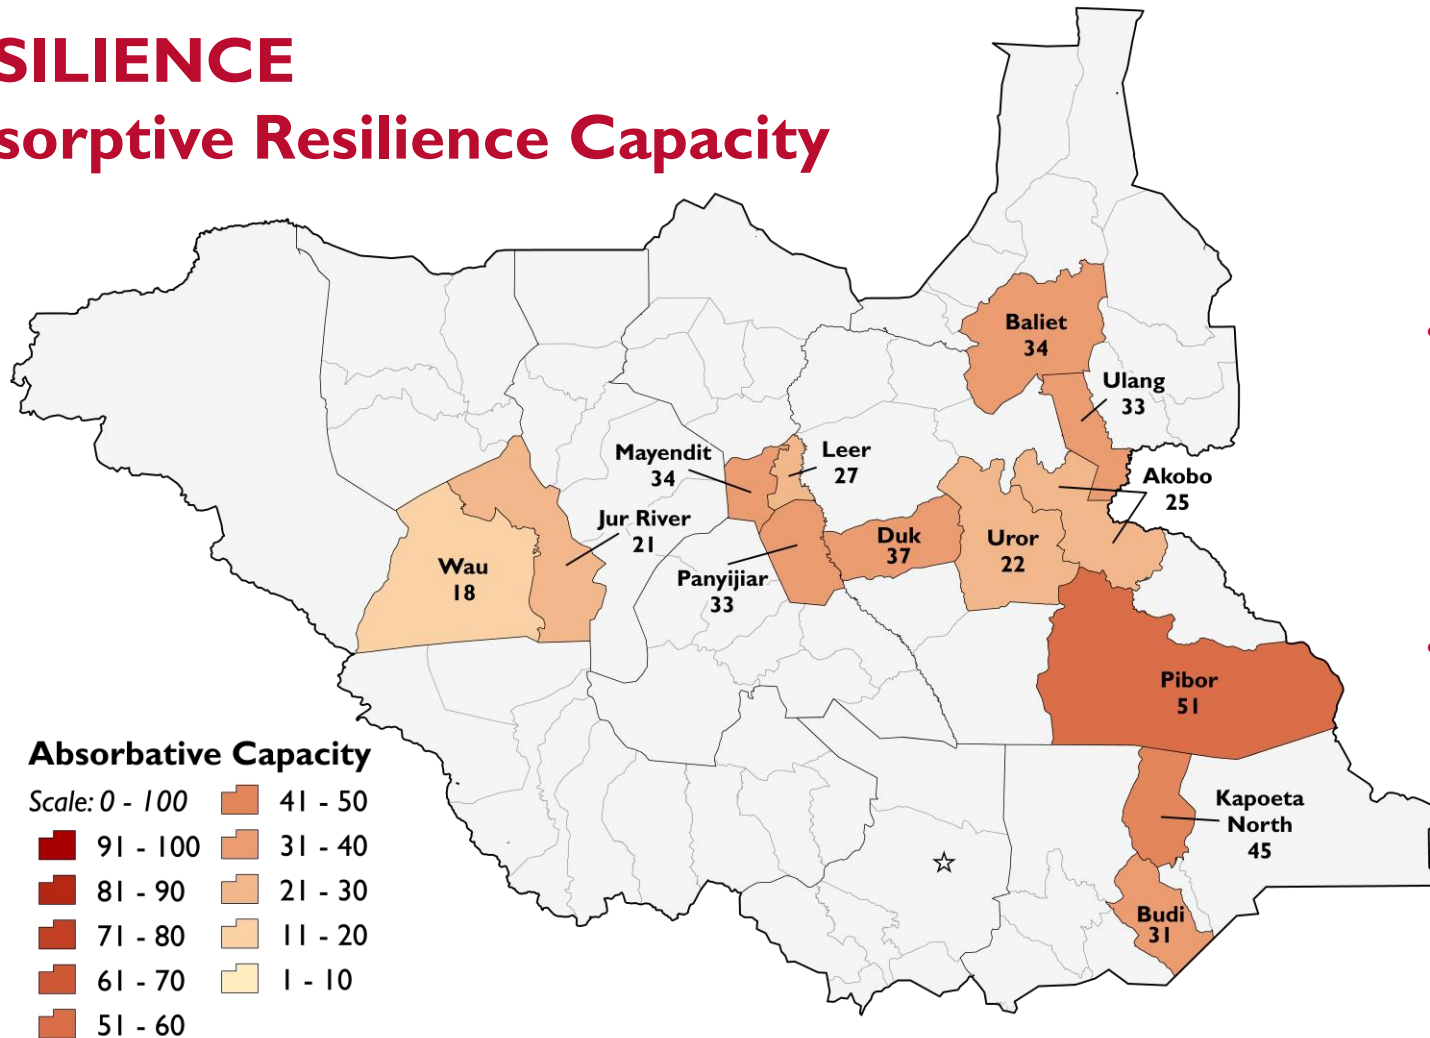 SILIENCE
sorptive Resilience Capacity
Baliet
34
Ulang
33
Mayendit
34
Leer
27
Akobo
25
Jur River
21
Duk
37
Uror
22
Wau
18
Panyijiar
33
Pibor
51
Kapoeta
North
45
Budi
31
Absorbative Capacity
Scale: 0 - 100
91 - 100
81 - 90
71 - 80
61 - 70
51 - 60
41 - 50
31 - 40
21 - 30
11 - 20
1 - 10